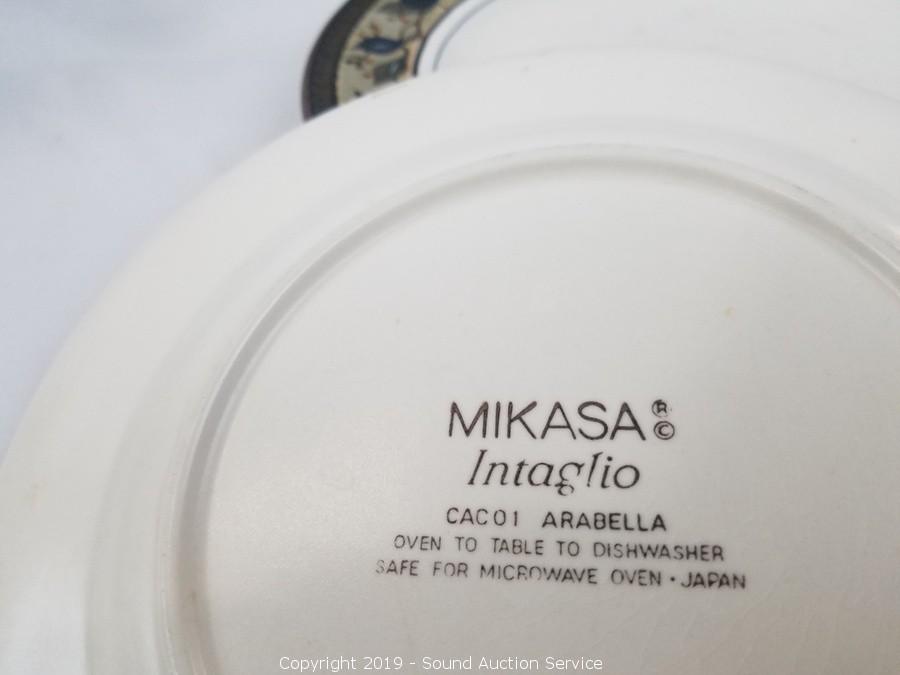 MIKASA ® ©
Intaglio
CAC01 ARABELLA
OVEN TO TABLE TO DISHWASHER
SAFE FOR MICROWAVE OVEN · JAPAN
Copyright 2019 - Sound Auction Service